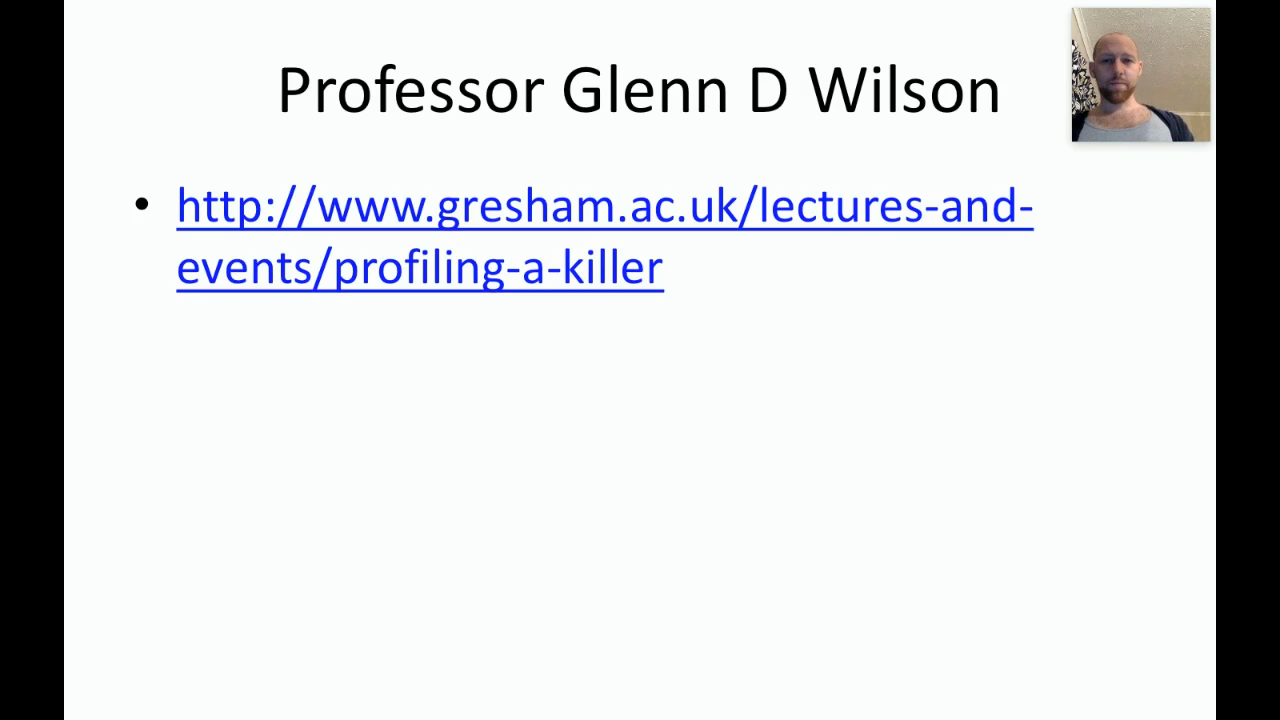 Professor Glenn D Wilson
• http://www.gresham.ac.uk/lectures-and-
events/profiling-a-killer